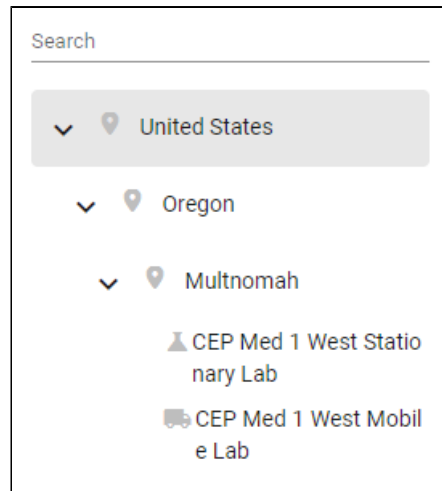 Search
United States
Oregon
Multnomah
CEP Med 1 West Statio
nary Lab
CEP Med 1 West Mobil
e Lab